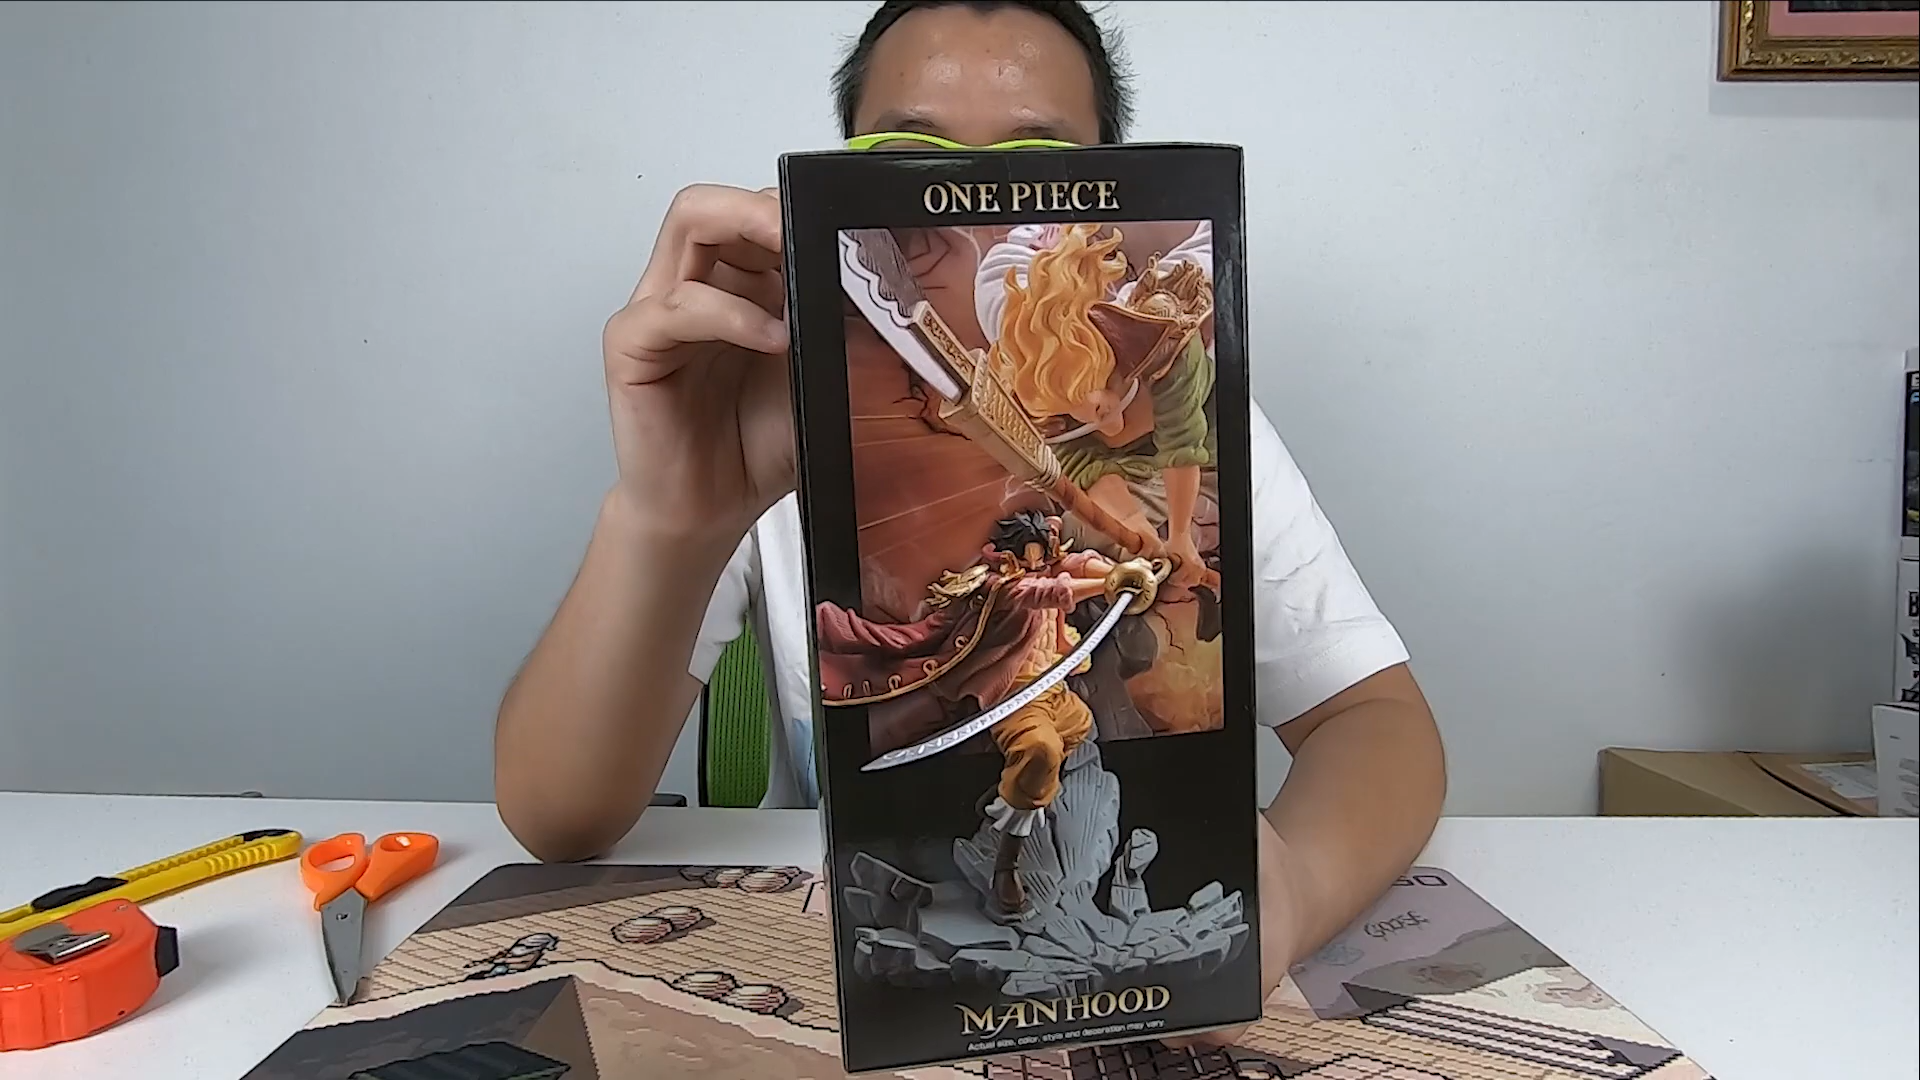 ONE PIECE
MANHOOD
Actual size, color, style and decoration may vary.